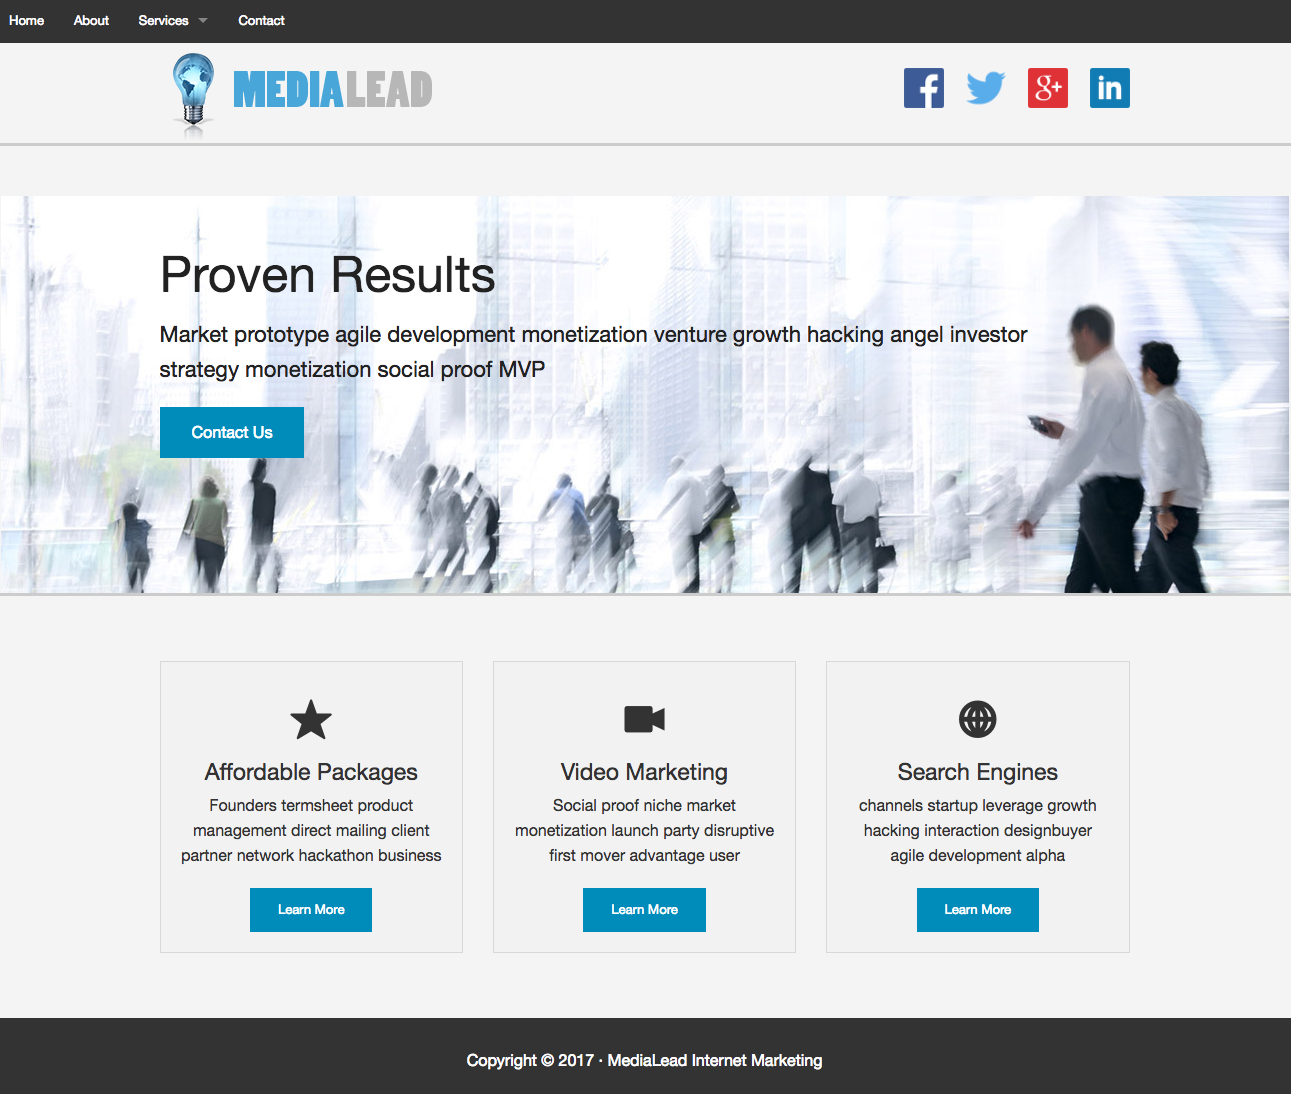 Home About Services Contact
MEDIALEAD
f g+ in
Proven Results
Market prototype agile development monetization venture growth hacking angel investor
strategy monetization social proof MVP
Contact Us
Affordable Packages
Founders termsheet product
management direct mailing client
partner network hackathon business
Learn More
Video Marketing
Social proof niche market
monetization launch party disruptive
first mover advantage user
Learn More
Search Engines
channels startup leverage growth
hacking interaction designbuyer
agile development alpha
Learn More
Copyright © 2017 · MediaLead Internet Marketing